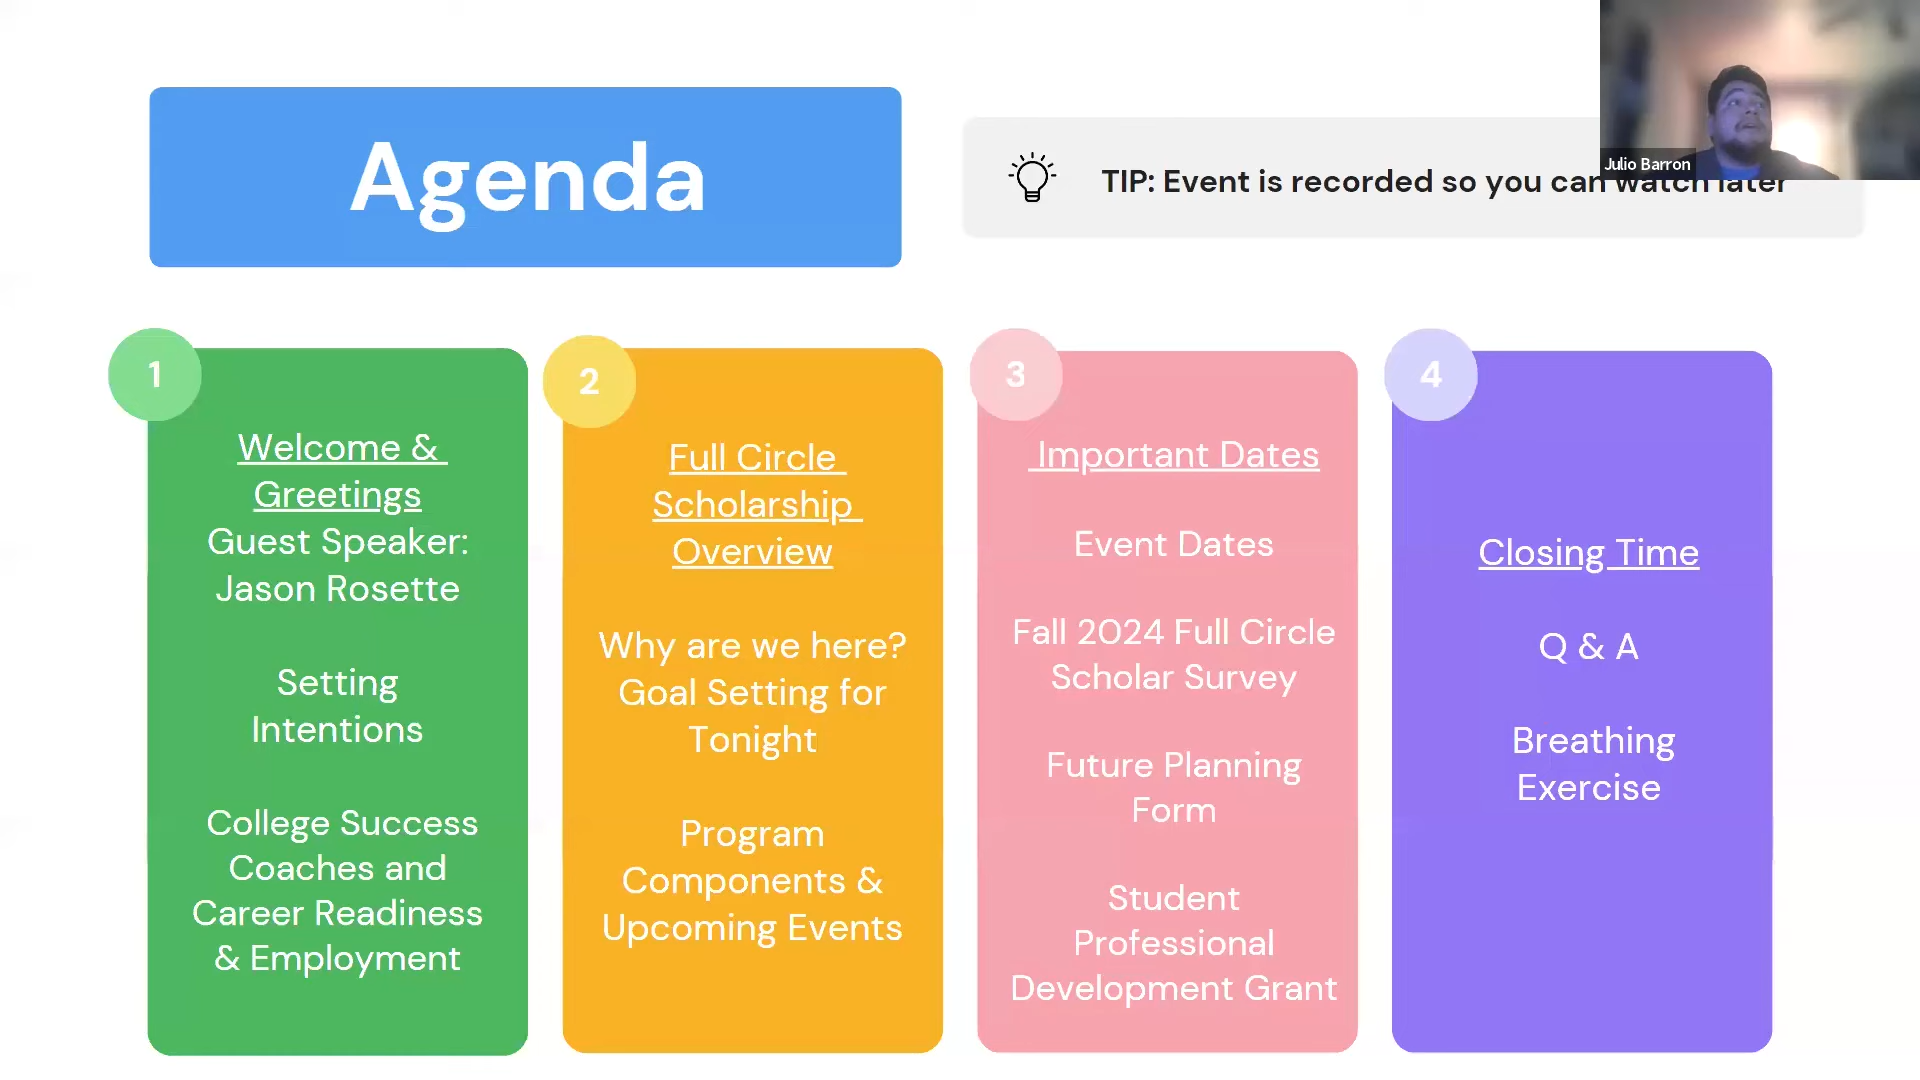 Agenda
TIP: Event is recorded so you can watch later
Julio Barron
1
Welcome &
Greetings
Guest Speaker:
Jason Rosette
Setting
Intentions
College Success
Coaches and
Career Readiness
& Employment
2
Full Circle
Scholarship
Overview
Why are we here?
Goal Setting for
Tonight
Program
Components &
Upcoming Events
3
Important Dates
Event Dates
Fall 2024 Full Circle
Scholar Survey
Future Planning
Form
Student
Professional
Development Grant
4
Closing Time
Q & A
Breathing
Exercise